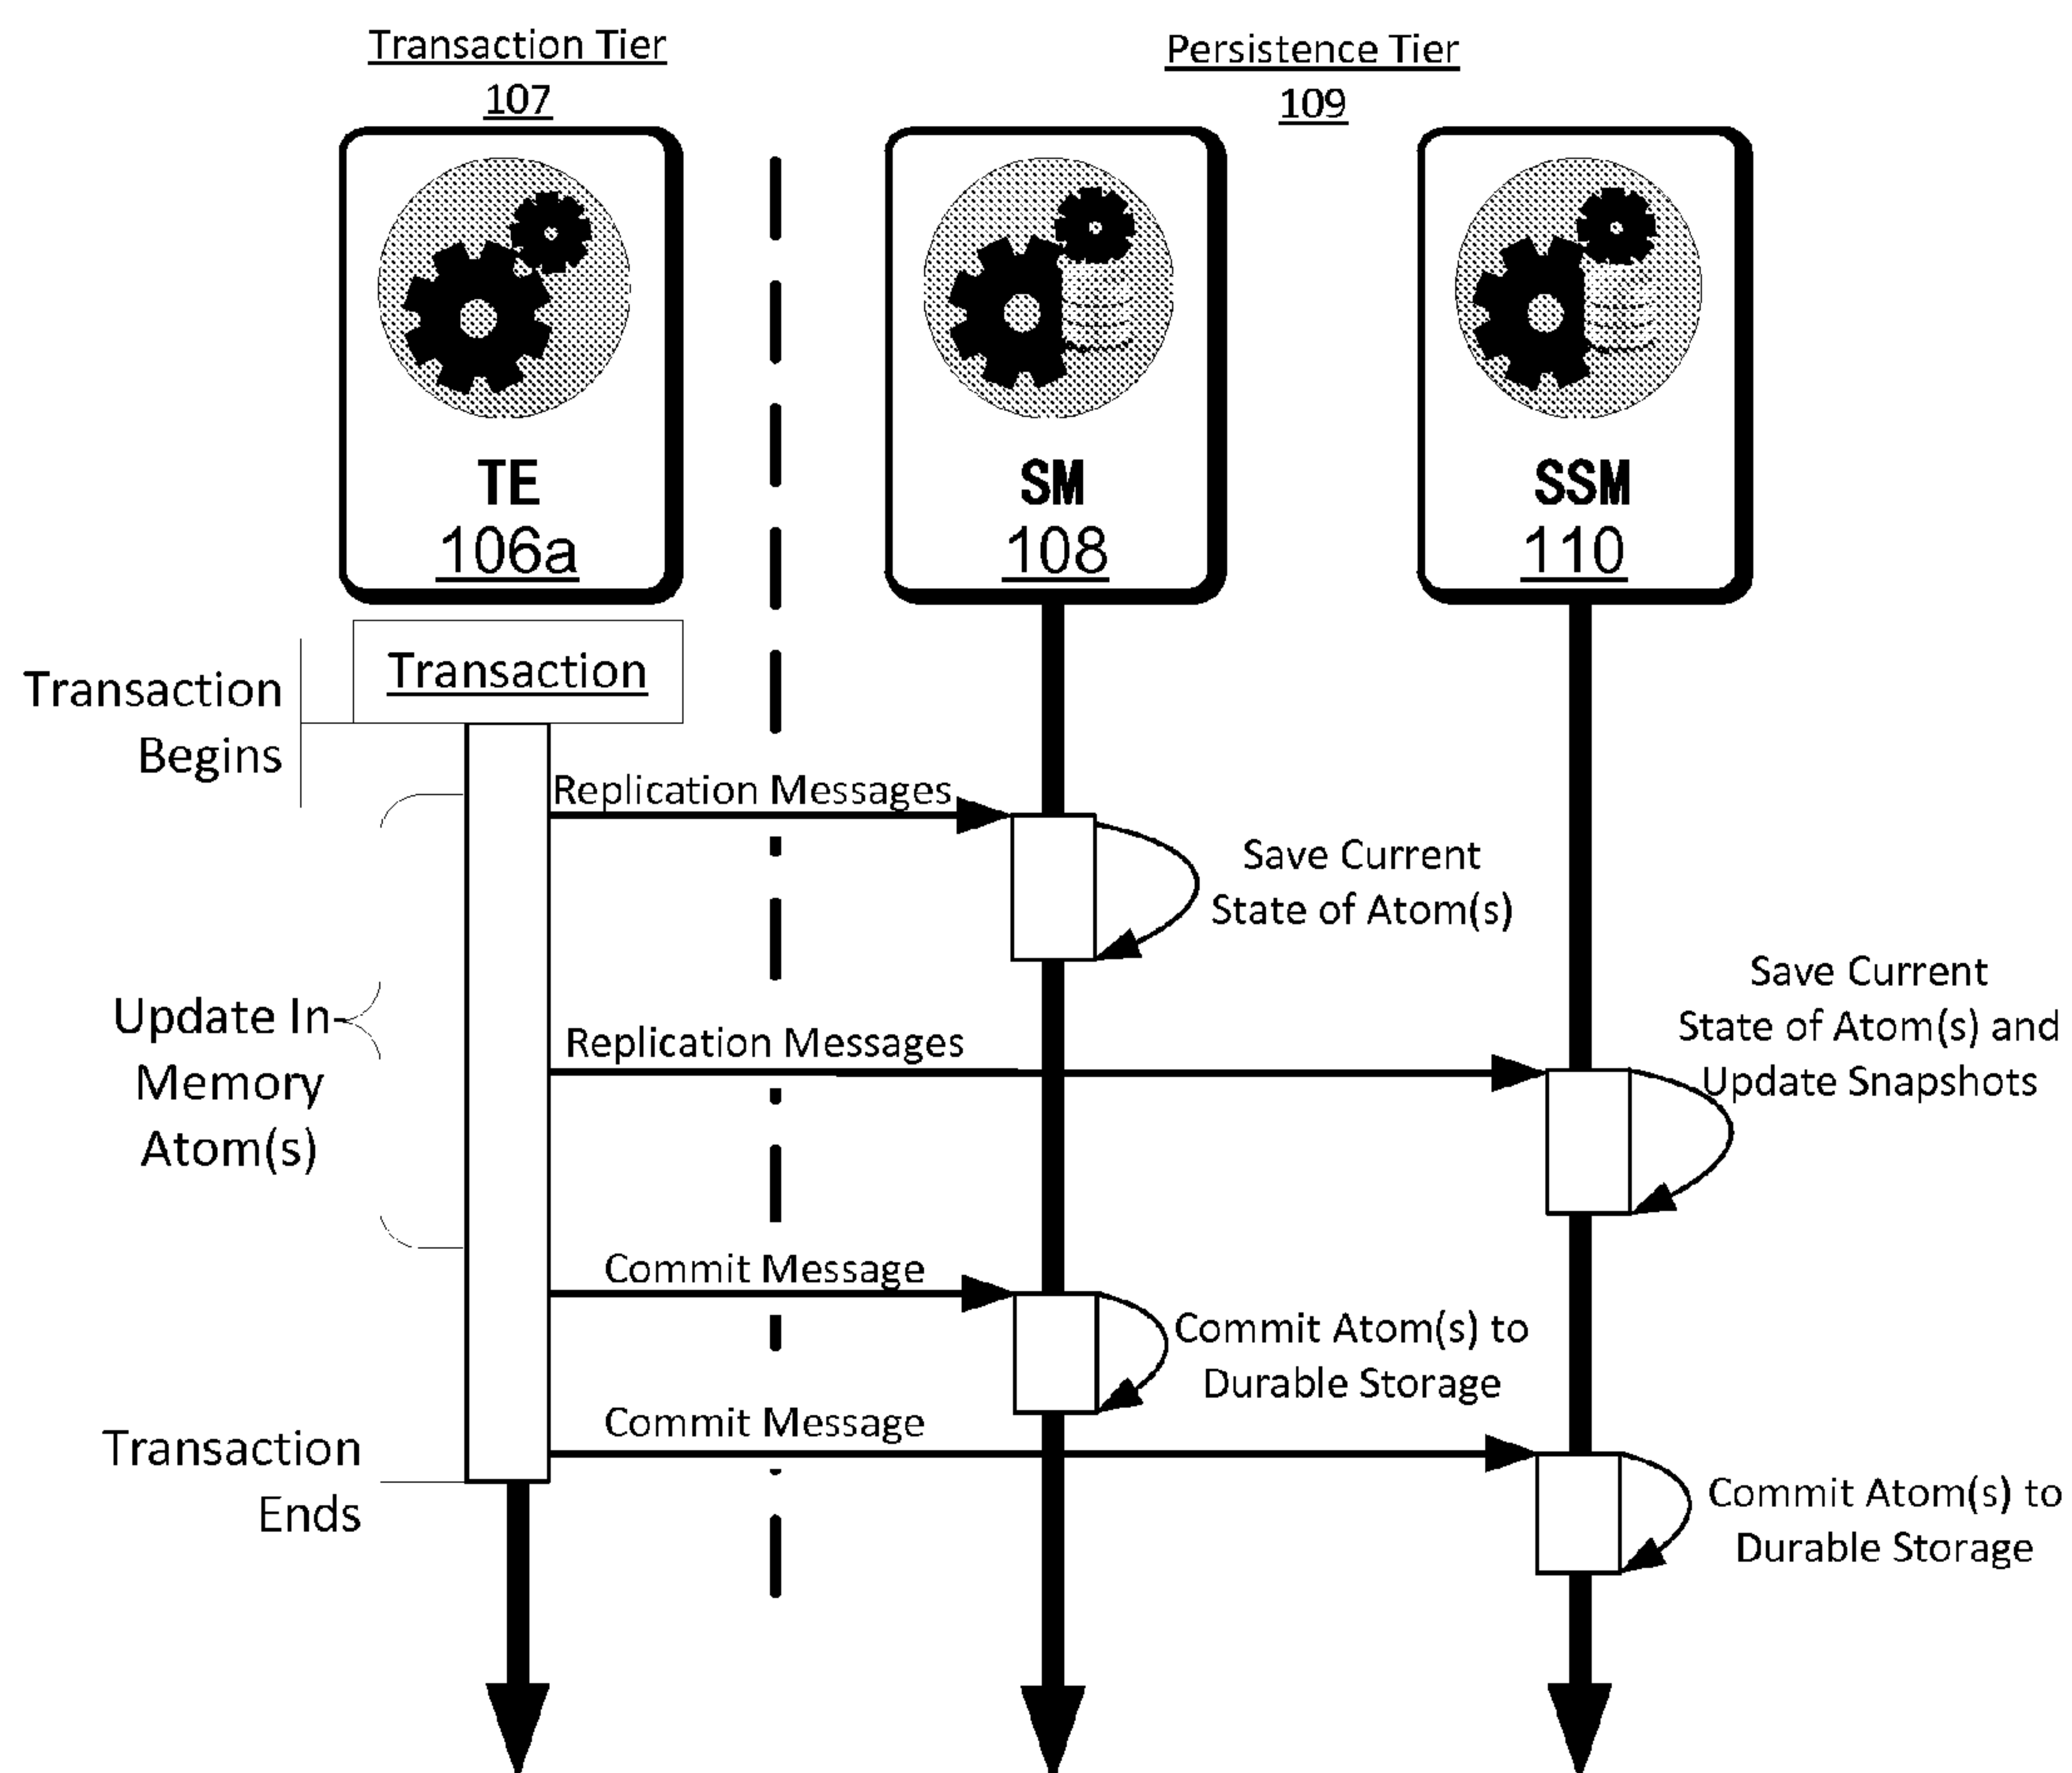 Transaction Tier
107
Persistence Tier
109
TE
106a
SM
108
SSM
110
Transaction
Begins
Transaction
Replication Messages
Save Current
State of Atom(s)
Update In
Memory
Atom(s)
Replication Messages
Save Current
State of Atom(s) and
Update Snapshots
Commit Message
Commit Atom(s) to
Durable Storage
Commit Message
Transaction
Ends
Commit Atom(s) to
Durable Storage